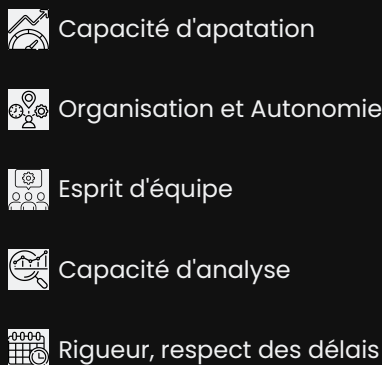 Capacité d'apatation
Organisation et Autonomie
Esprit d'équipe
Capacité d'analyse
Rigueur, respect des délais